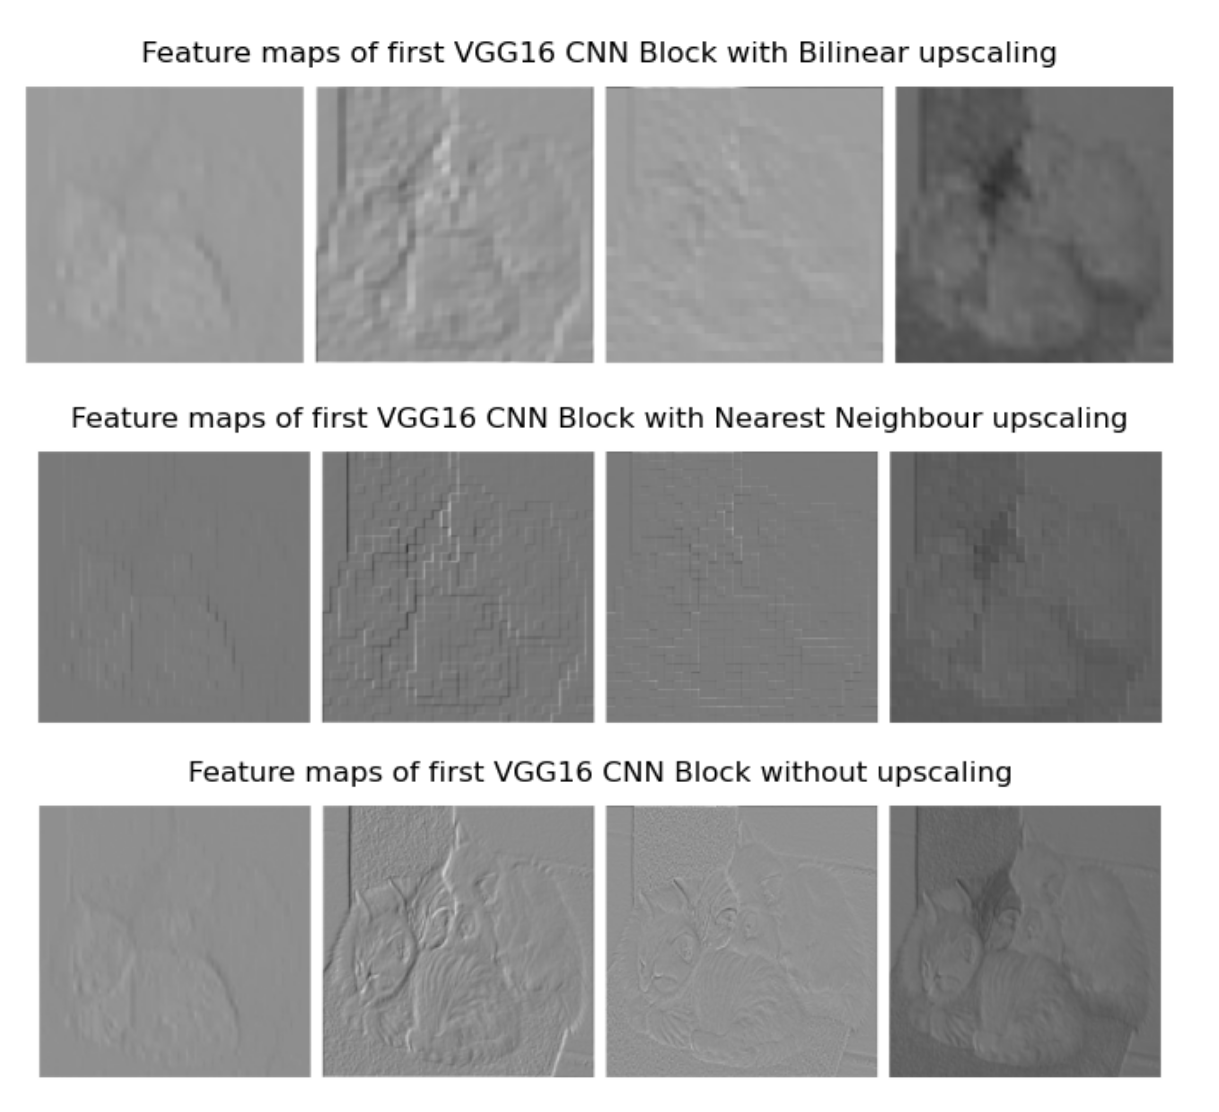 Feature maps of first VGG16 CNN Block with Bilinear upscaling
Feature maps of first VGG16 CNN Block with Nearest Neighbour upscaling
Feature maps of first VGG16 CNN Block without upscaling